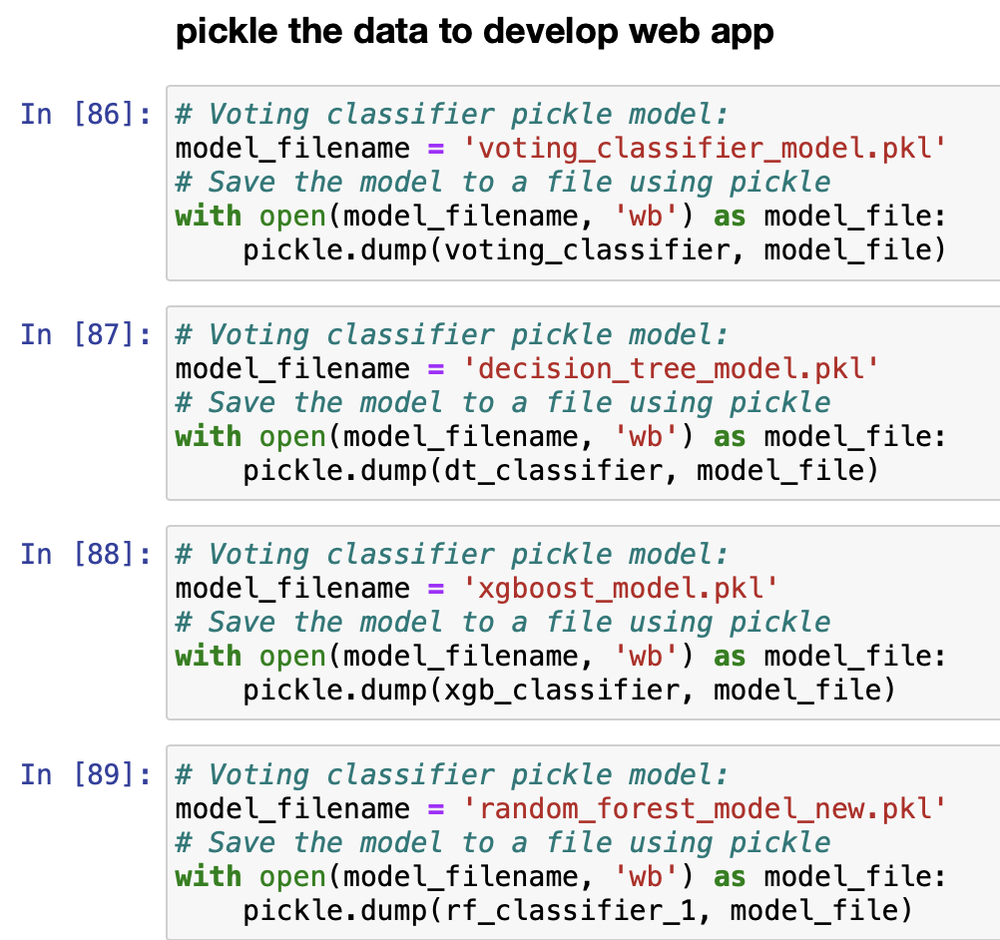 pickle the data to develop web app
In [86]: # Voting classifier pickle model:
model_filename = 'voting_classifier_model.pkl'
# Save the model to a file using pickle
with open(model_filename, 'wb') as model_file:
    pickle.dump(voting_classifier, model_file)
In [87]: # Voting classifier pickle model:
model_filename = 'decision_tree_model.pkl'
# Save the model to a file using pickle
with open(model_filename, 'wb') as model_file:
    pickle.dump(dt_classifier, model_file)
In [88]: # Voting classifier pickle model:
model_filename = 'xgboost_model.pkl'
# Save the model to a file using pickle
with open(model_filename, 'wb') as model_file:
    pickle.dump(xgb_classifier, model_file)
In [89]: # Voting classifier pickle model:
model_filename = 'random_forest_model_new.pkl'
# Save the model to a file using pickle
with open(model_filename, 'wb') as model_file:
    pickle.dump(rf_classifier_1, model_file)